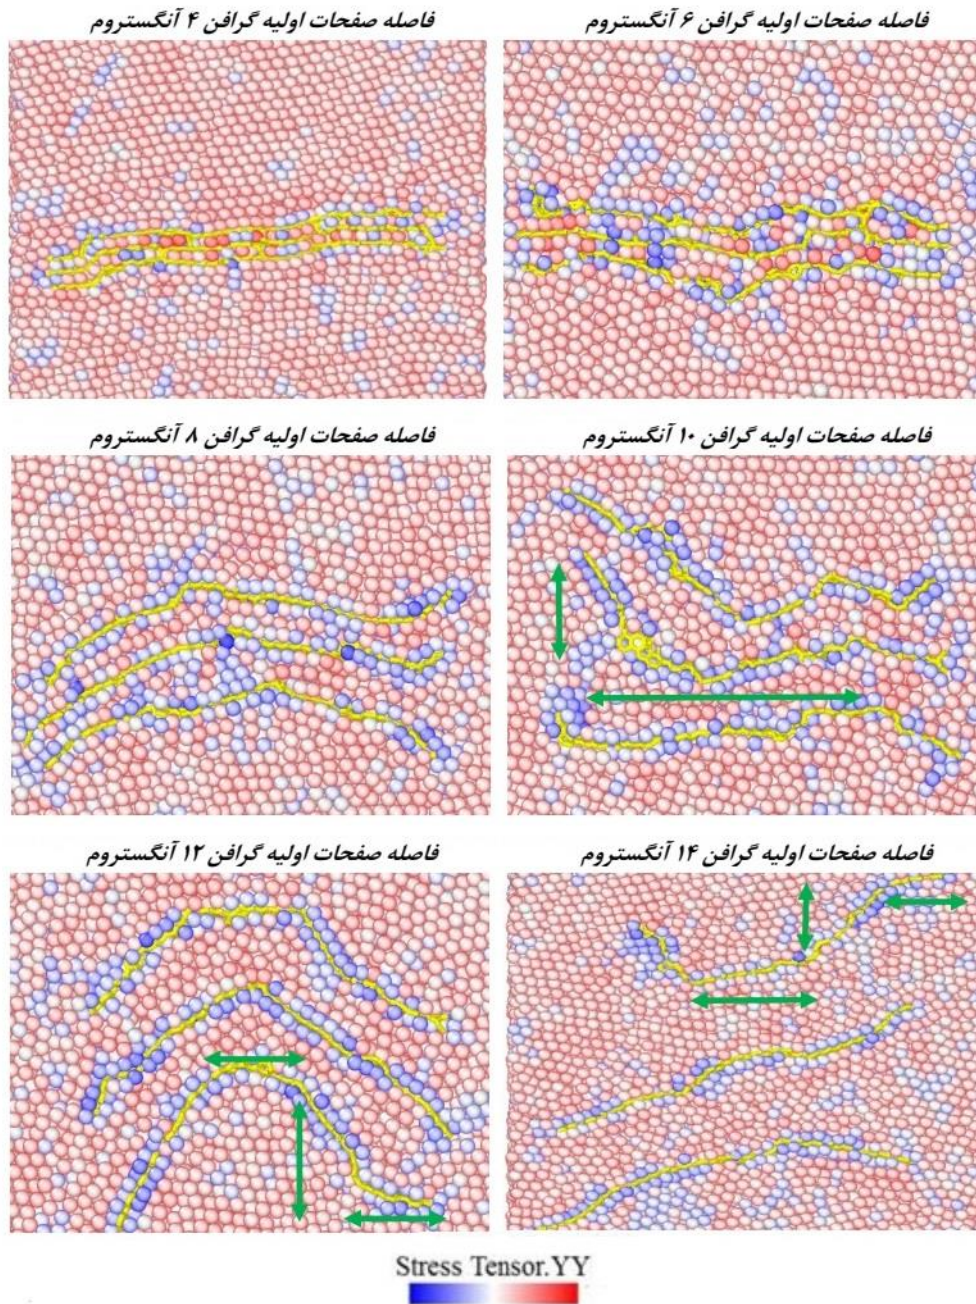 فاصله صفحات اولیه گرافن ۴ آنگستروم
فاصله صفحات اولیه گرافن ۶ آنگستروم
فاصله صفحات اولیه گرافن ۸ آنگستروم
فاصله صفحات اولیه گرافن ۱۰ آنگستروم
فاصله صفحات اولیه گرافن ۱۲ آنگستروم
فاصله صفحات اولیه گرافن ۱۴ آنگستروم
Stress Tensor.YY